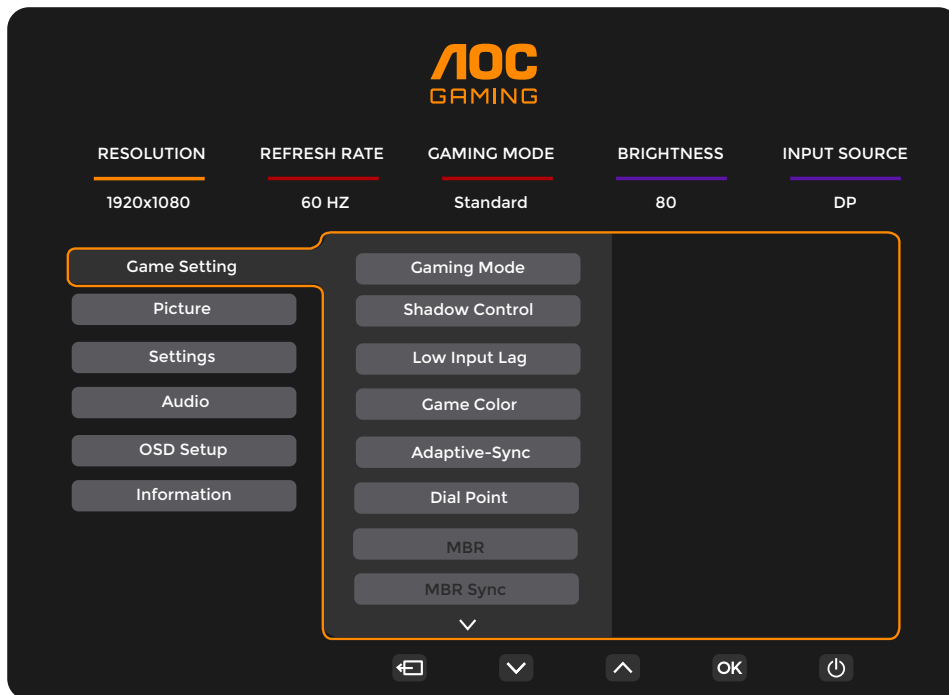 AOC
GAMING
RESOLUTION REFRESH RATE GAMING MODE BRIGHTNESS INPUT SOURCE
1920x1080 60 HZ Standard 80 DP
Game Setting
Picture
Settings
Audio
OSD Setup
Information
Gaming Mode
Shadow Control
Low Input Lag
Game Color
Adaptive-Sync
Dial Point
MBR
MBR Sync
OK